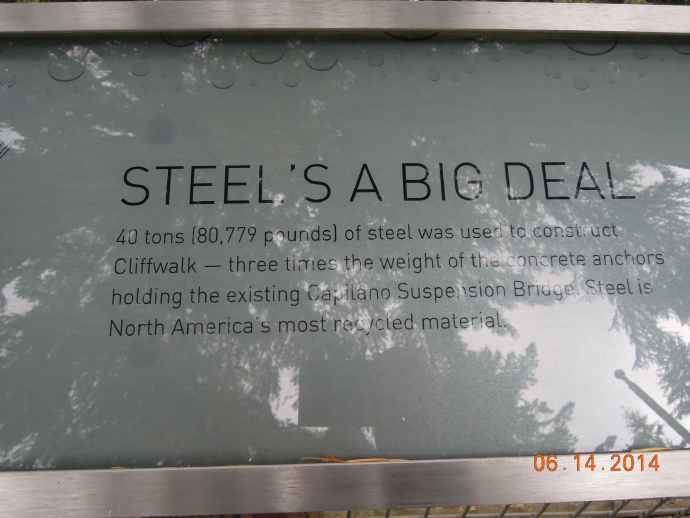 STEEL'S A BIG DEAL
40 tons (80,779 pounds) of steel was used to construct
Cliffwalk — three times the weight of the concrete anchors
holding the existing Capilano Suspension Bridge. Steel is
North America's most recycled material.
06.14.2014